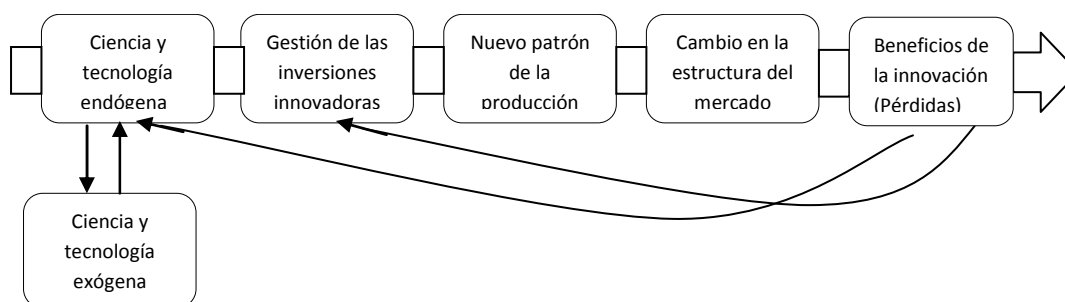 Ciencia y
tecnología
endógena
Gestión de las
inversiones
innovadoras
Nuevo patrón
de la
producción
Cambio en la
estructura del
mercado
Beneficios de
la innovación
(Pérdidas)
Ciencia y
tecnología
exógena